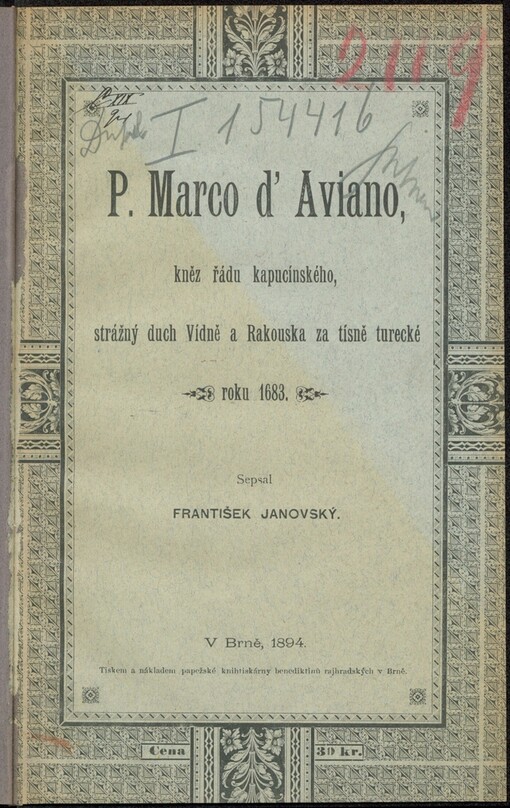 2119
I 154416
P. Marco d' Aviano,
kněz řádu kapucínského,
strážný duch Vídně a Rakouska za tísně turecké
roku 1683.
Sepsal
FRANTIŠEK JANOVSKÝ.
V Brně, 1894.
Tiskem a nákladem papežské knihtiskárny benediktinů rajhradských v Brně.
Cena 30 kr.